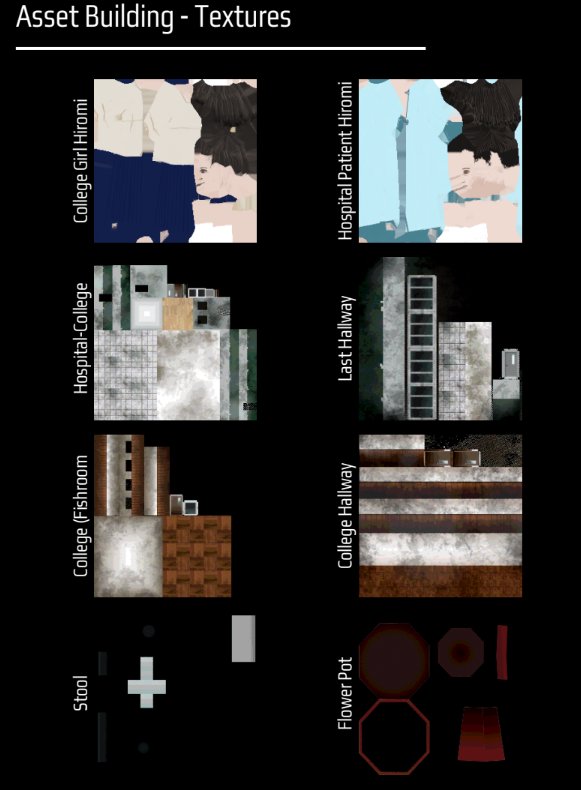 Asset Building - Textures
College Girl Hiromi
Hospital Patient Hiromi
Hospital-College
Last Hallway
College (Fishroom
College Hallway
Stool
Flower Pot